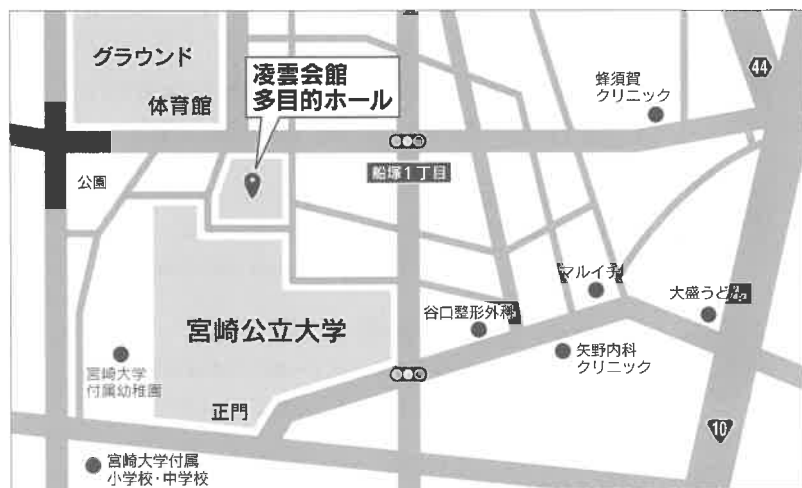 グラウンド
体育館
凌雲会館
多目的ホール
蜂須賀
クリニック
44
公園
船塚1丁目
マルイチ
大盛うどん
谷口整形外科
宮崎公立大学
矢野内科
クリニック
宮崎大学
付属幼稚園
正門
10
宮崎大学付属
小学校・中学校